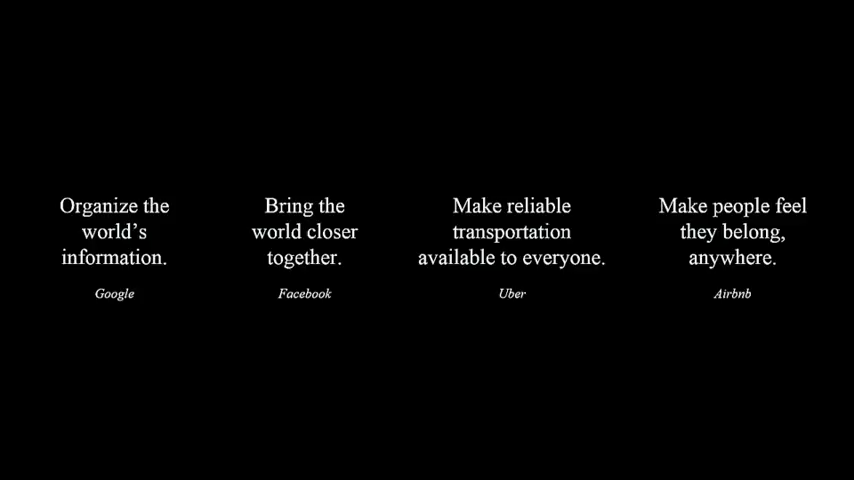 Organize the
world’s
information.
Google
Bring the
world closer
together.
Facebook
Make reliable
transportation
available to everyone.
Uber
Make people feel
they belong,
anywhere.
Airbnb